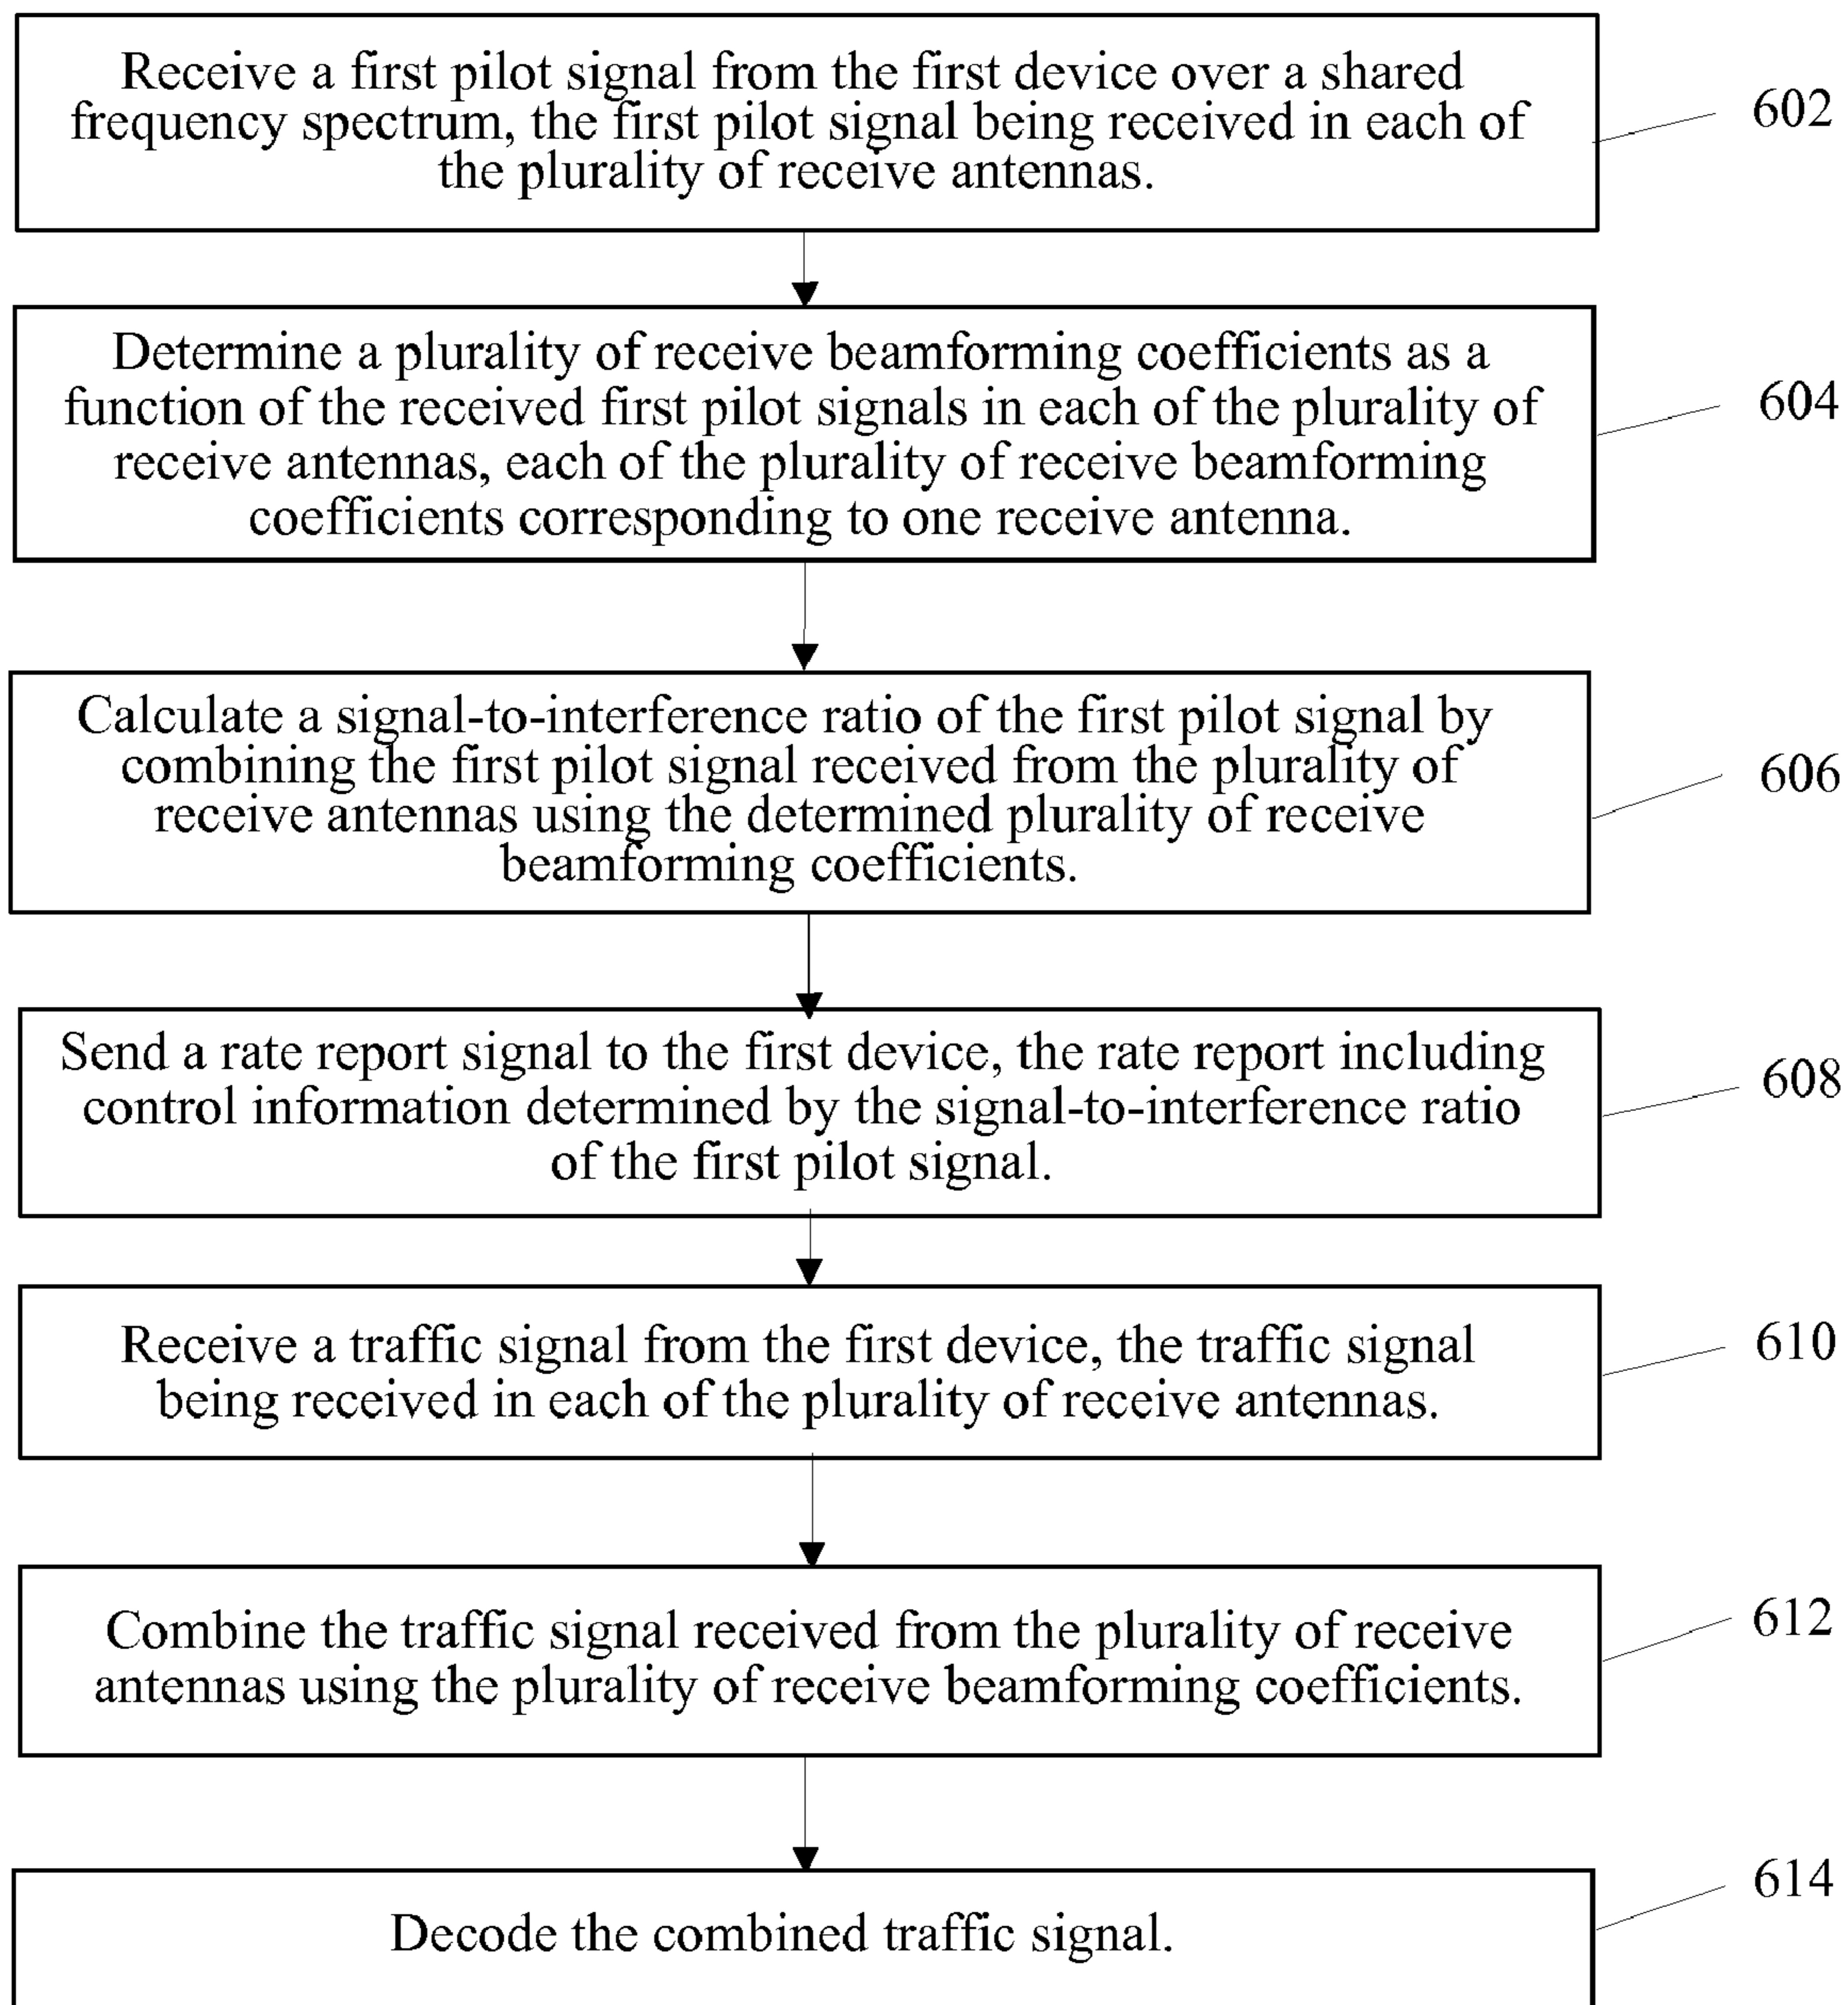 Receive a first pilot signal from the first device over a shared
frequency spectrum, the first pilot signal being received in each of
the plurality of receive antennas.
602
Determine a plurality of receive beamforming coefficients as a
function of the received first pilot signals in each of the plurality of
receive antennas, each of the plurality of receive beamforming
coefficients corresponding to one receive antenna.
604
Calculate a signal-to-interference ratio of the first pilot signal by
combining the first pilot signal received from the plurality of
receive antennas using the determined plurality of receive
beamforming coefficients.
606
Send a rate report signal to the first device, the rate report including
control information determined by the signal-to-interference ratio
of the first pilot signal.
608
Receive a traffic signal from the first device, the traffic signal
being received in each of the plurality of receive antennas.
610
Combine the traffic signal received from the plurality of receive
antennas using the plurality of receive beamforming coefficients.
612
Decode the combined traffic signal.
614